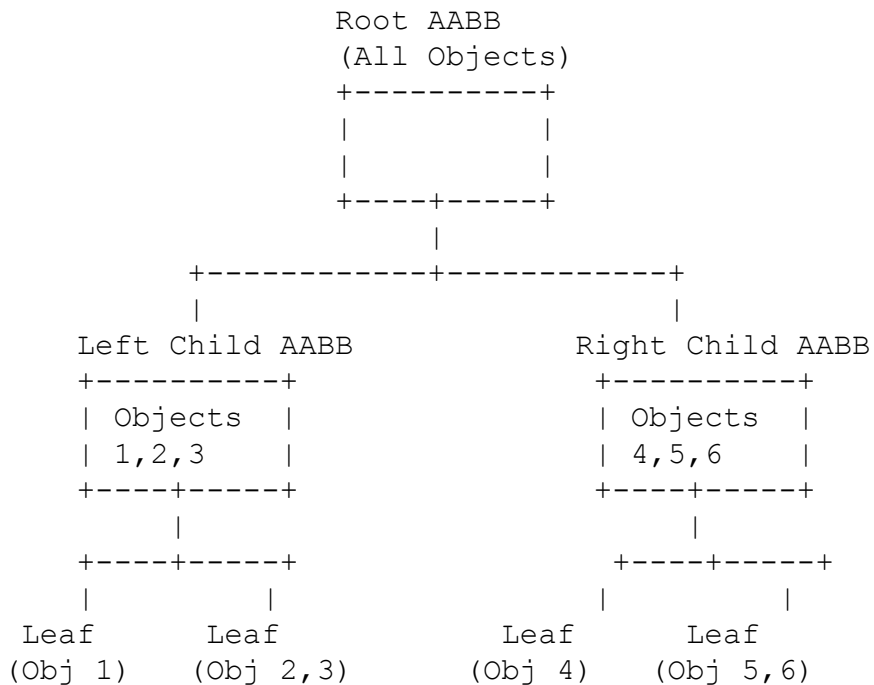 Root AABB
(All Objects)
Left Child AABB
Right Child AABB
Objects
1,2,3
Objects
4,5,6
Leaf
(Obj 1)
Leaf
(Obj 2,3)
Leaf
(Obj 4)
Leaf
(Obj 5,6)